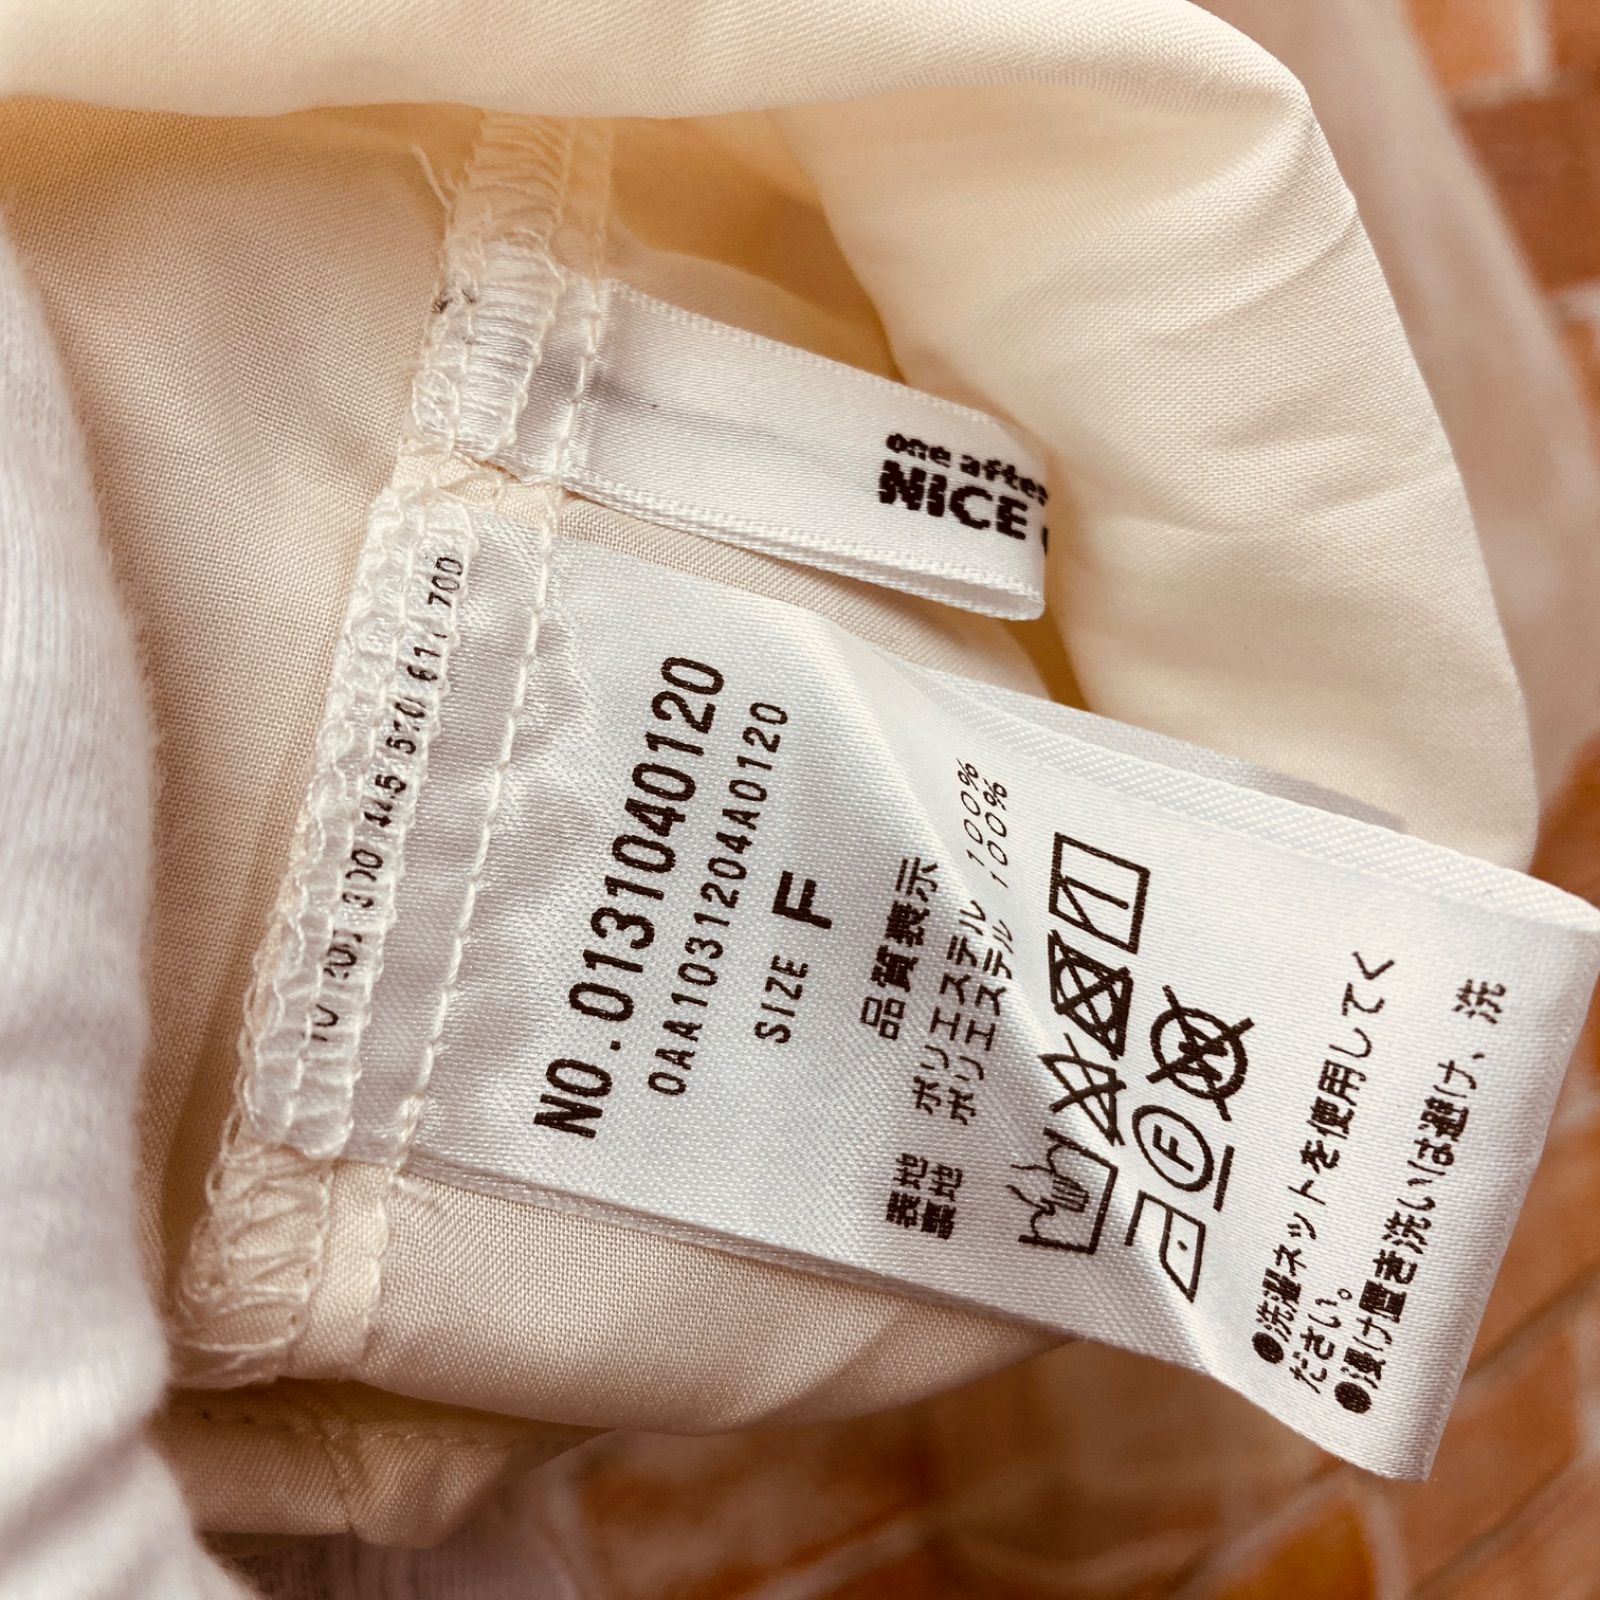 one after
NICE
NO.0131040120
OAA1031204A0120
SIZE F
品質表示
表地 ポリエステル 100%
裏地 ポリエステル 100%
W
F
●洗濯ネットを使用してく
ださい。
●浸け置き洗いは避け、洗